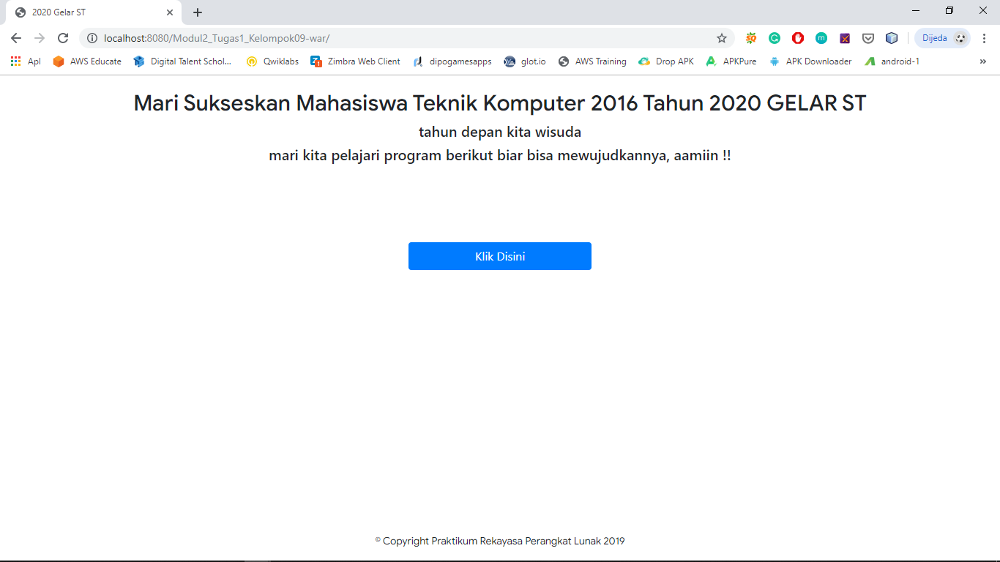 2020 Gelar ST
localhost:8080/Modul2_Tugas1_Kelompok09-war/
Dijeda
Apl AWS Educate Digital Talent Schol... Qwiklabs Zimbra Web Client dipogamesapps glot.io AWS Training Drop APK APKPure APK Downloader android-1 »
Mari Sukseskan Mahasiswa Teknik Komputer 2016 Tahun 2020 GELAR ST
tahun depan kita wisuda
mari kita pelajari program berikut biar bisa mewujudkannya, aamiin !!
Klik Disini
© Copyright Praktikum Rekayasa Perangkat Lunak 2019